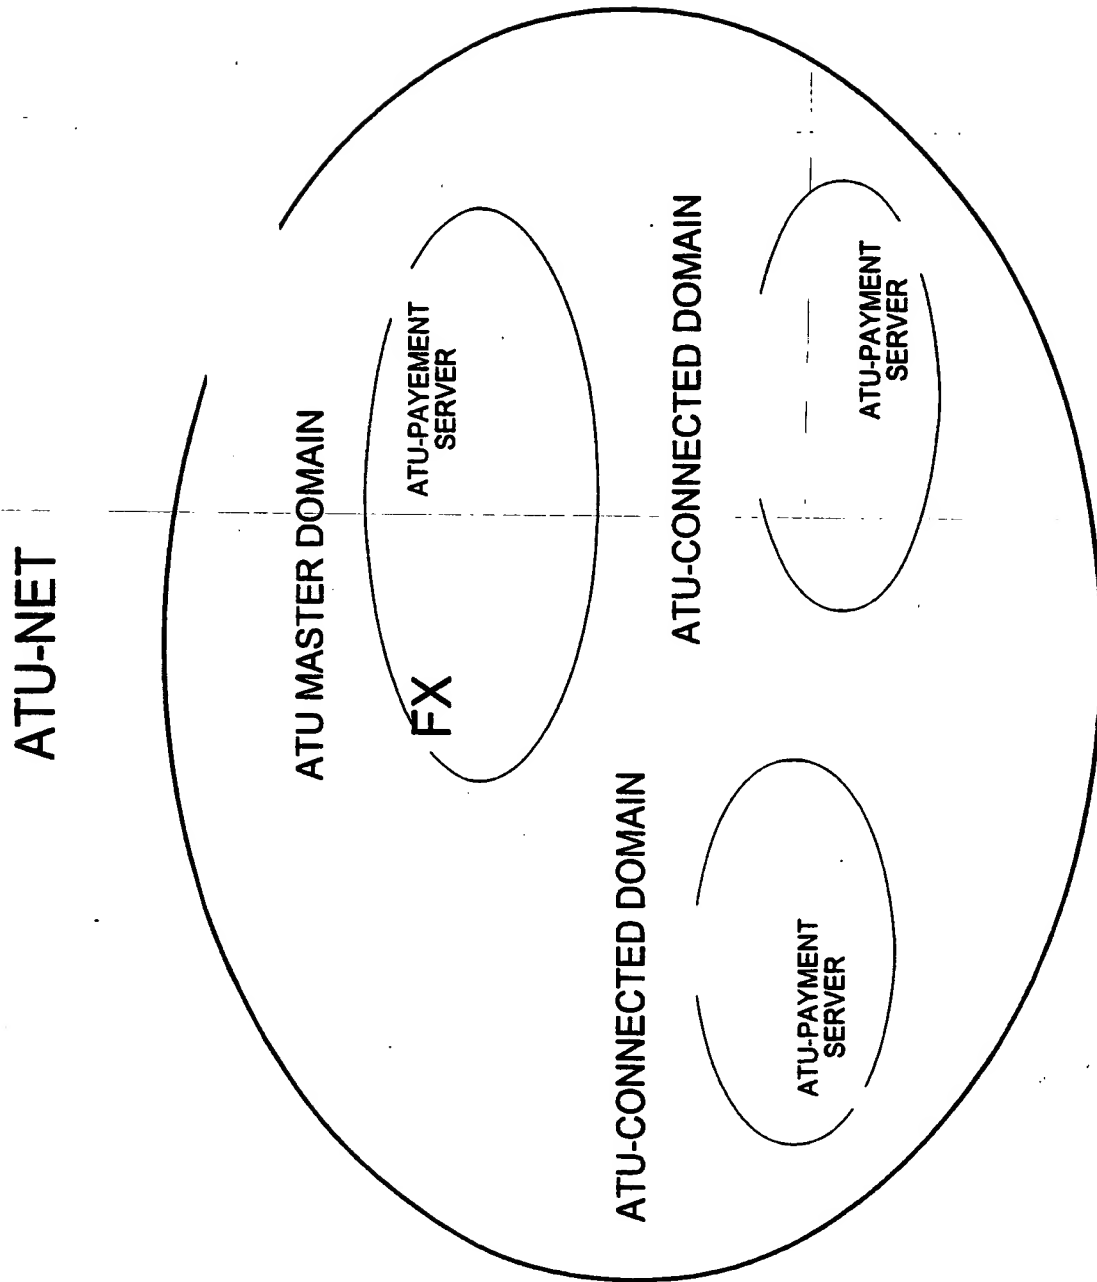 ATU-NET
ATU MASTER DOMAIN
FX
ATU-PAYEMENT
SERVER
ATU-CONNECTED DOMAIN
ATU-PAYMENT
SERVER
ATU-CONNECTED DOMAIN
ATU-PAYMENT
SERVER